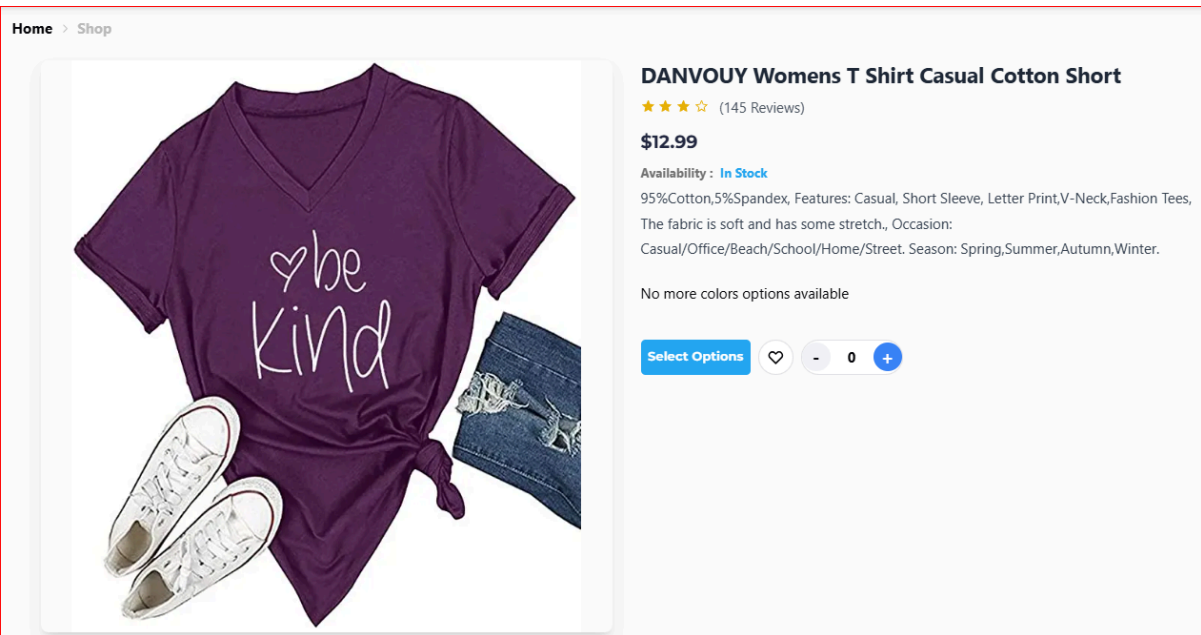 Home > Shop
DANVOUY Womens T Shirt Casual Cotton Short
(145 Reviews)
$12.99
Availability : In Stock
95%Cotton,5%Spandex, Features: Casual, Short Sleeve, Letter Print,V-Neck,Fashion Tees,
The fabric is soft and has some stretch., Occasion:
Casual/Office/Beach/School/Home/Street. Season: Spring,Summer,Autumn,Winter.
No more colors options available
Select Options - 0 +
be
kind